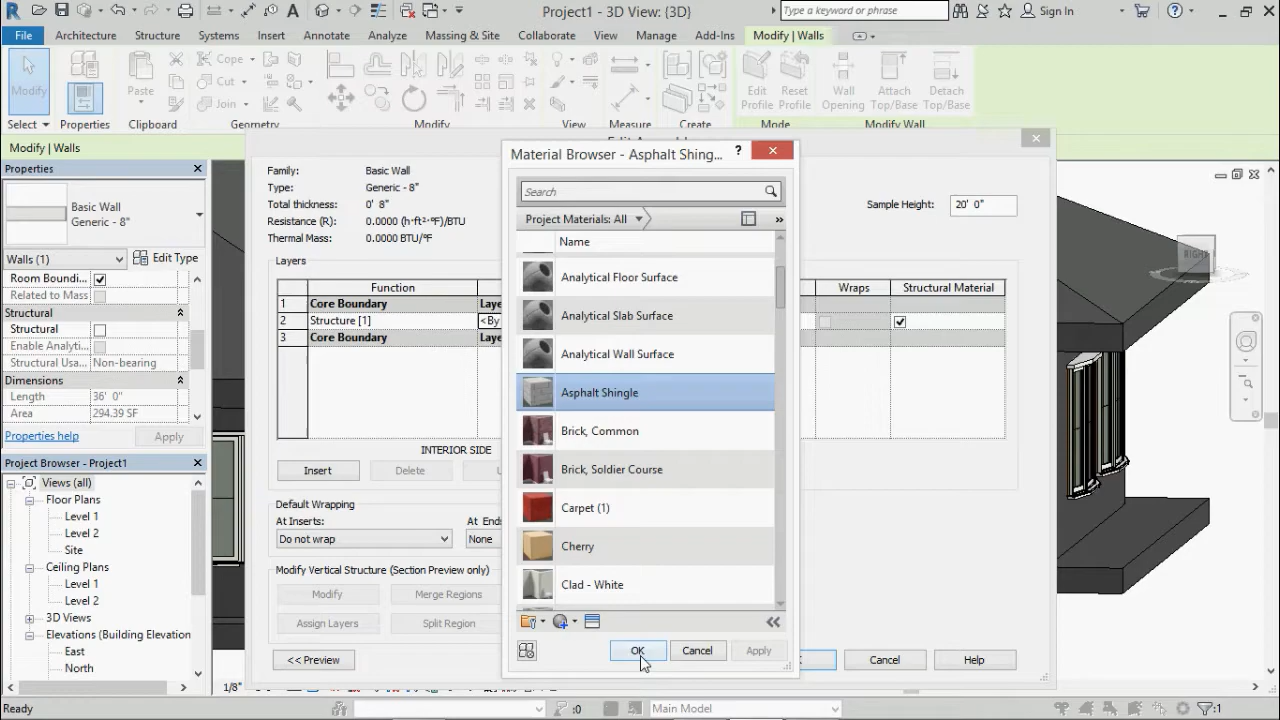 Project1 - 3D View: {3D}
Type a keyword or phrase
Sign In
File Architecture Structure Systems Insert Annotate Analyze Massing & Site Collaborate View Manage Add-Ins Modify | Walls
Modify
Paste
Cope
Cut
Join
Edit Profile
Reset Profile
Wall Opening
Attach Top/Base
Detach Top/Base
Select Properties Clipboard Geometry Modify View Measure Create Mode Modify Wall
Modify | Walls
Properties
Basic Wall
Generic - 8"
Walls (1)
Edit Type
Room Boundi...
Related to Mass
Structural
Structural
Enable Analyti...
Structural Usa... Non-bearing
Dimensions
Length 36' 0"
Area 294.39 SF
Properties help
Apply
Project Browser - Project1
Views (all)
Floor Plans
Level 1
Level 2
Site
Ceiling Plans
Level 1
Level 2
3D Views
Elevations (Building Elevation
East
North
Family: Basic Wall
Type: Generic - 8"
Total thickness: 0' 8"
Resistance (R): 0.0000 (h·ft²·°F)/BTU
Thermal Mass: 0.0000 BTU/°F
Sample Height: 20' 0"
Layers
Function
Wraps
Structural Material
1 Core Boundary Laye
2 Structure [1] <By
3 Core Boundary Laye
INTERIOR SIDE
Insert
Delete
U
Default Wrapping
At Inserts:
Do not wrap
At Ends
None
Modify Vertical Structure (Section Preview only)
Modify
Merge Regions
Assign Layers
Split Region
<< Preview
Cancel
Help
Material Browser - Asphalt Shing...
?
Search
Project Materials: All
Name
Analytical Floor Surface
Analytical Slab Surface
Analytical Wall Surface
Asphalt Shingle
Brick, Common
Brick, Soldier Course
Carpet (1)
Cherry
Clad - White
OK
Cancel
Apply
RIGHT
1/8"
Ready
:0
Main Model
:1